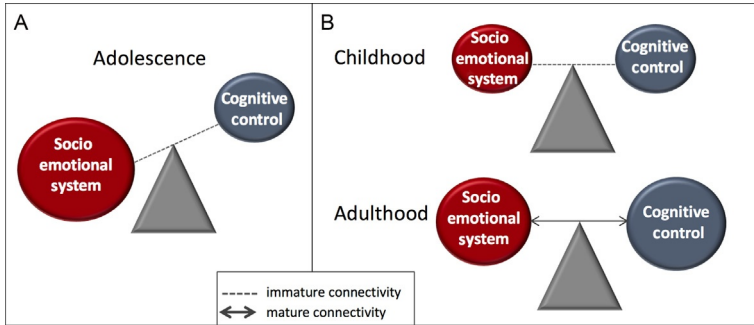 A
Adolescence
Cognitive
control
Socio
emotional
system
B
Childhood
Socio
emotional
system
Cognitive
control
Adulthood
Socio
emotional
system
Cognitive
control
immature connectivity
mature connectivity